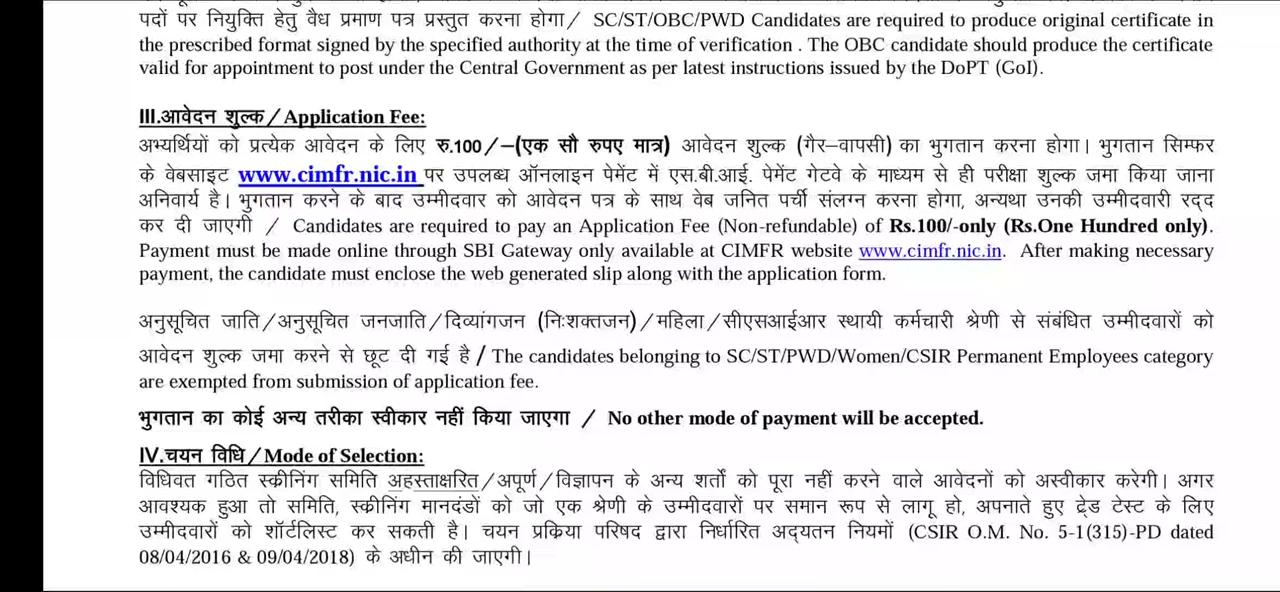 पदों पर नियुक्ति हेतु वैध प्रमाण पत्र प्रस्तुत करना होगा / SC/ST/OBC/PWD Candidates are required to produce original certificate in
the prescribed format signed by the specified authority at the time of verification . The OBC candidate should produce the certificate
valid for appointment to post under the Central Government as per latest instructions issued by the DoPT (GoI).
III.आवेदन शुल्क / Application Fee:
अभ्यर्थियों को प्रत्येक आवेदन के लिए रु.100/–(एक सौ रुपए मात्र) आवेदन शुल्क (गैर–वापसी) का भुगतान करना होगा। भुगतान सिम्फर
के वेबसाइट www.cimfr.nic.in पर उपलब्ध ऑनलाइन पेमेंट में एस.बी.आई. पेमेंट गेटवे के माध्यम से ही परीक्षा शुल्क जमा किया जाना
अनिवार्य है। भुगतान करने के बाद उम्मीदवार को आवेदन पत्र के साथ वेब जनित पर्ची संलग्न करना होगा, अन्यथा उनकी उम्मीदवारी रद्द
कर दी जाएगी / Candidates are required to pay an Application Fee (Non-refundable) of Rs.100/-only (Rs.One Hundred only).
Payment must be made online through SBI Gateway only available at CIMFR website www.cimfr.nic.in. After making necessary
payment, the candidate must enclose the web generated slip along with the application form.
अनुसूचित जाति/अनुसूचित जनजाति/दिव्यांगजन (निःशक्तजन)/महिला/सीएसआईआर स्थायी कर्मचारी श्रेणी से संबंधित उम्मीदवारों को
आवेदन शुल्क जमा करने से छूट दी गई है / The candidates belonging to SC/ST/PWD/Women/CSIR Permanent Employees category
are exempted from submission of application fee.
भुगतान का कोई अन्य तरीका स्वीकार नहीं किया जाएगा / No other mode of payment will be accepted.
IV.चयन विधि / Mode of Selection:
विधिवत गठित स्क्रीनिंग समिति अहस्ताक्षरित/अपूर्ण/विज्ञापन के अन्य शर्तों को पूरा नहीं करने वाले आवेदनों को अस्वीकार करेगी। अगर
आवश्यक हुआ तो समिति, स्क्रीनिंग मानदंडों को जो एक श्रेणी के उम्मीदवारों पर समान रूप से लागू हो, अपनाते हुए ट्रेड टेस्ट के लिए
उम्मीदवारों को शॉर्टलिस्ट कर सकती है। चयन प्रक्रिया परिषद द्वारा निर्धारित अद्यतन नियमों (CSIR O.M. No. 5-1(315)-PD dated
08/04/2016 & 09/04/2018) के अधीन की जाएगी।